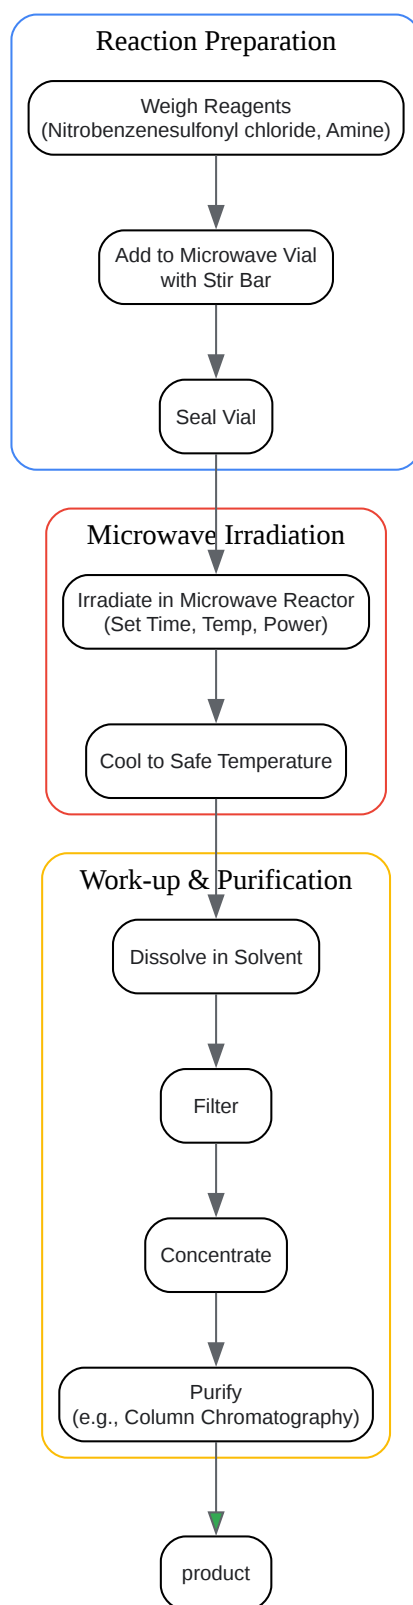 Reaction Preparation
Weigh Reagents
(Nitrobenzenesulfonyl chloride, Amine)
Add to Microwave Vial
with Stir Bar
Seal Vial
Microwave Irradiation
Irradiate in Microwave Reactor
(Set Time, Temp, Power)
Cool to Safe Temperature
Work-up & Purification
Dissolve in Solvent
Filter
Concentrate
Purify
(e.g., Column Chromatography)
product